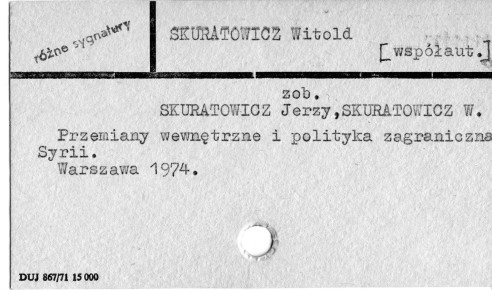 różne sygnatury
SKURATOWICZ Witold
[współaut.]
zob.
SKURATOWICZ Jerzy,SKURATOWICZ W.
Przemiany wewnętrzne i polityka zagraniczna
Syrii.
Warszawa 1974.
DUJ 867/71 15 000